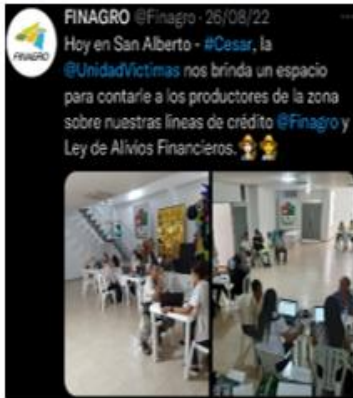 FINAGRO @Finagro · 26/08/22
FINAGRO
Hoy en San Alberto - #Cesar, la
@UnidadVictimas nos brinda un espacio
para contarle a los productores de la zona
sobre nuestras líneas de crédito @Finagro y
Ley de Alivios Financieros.